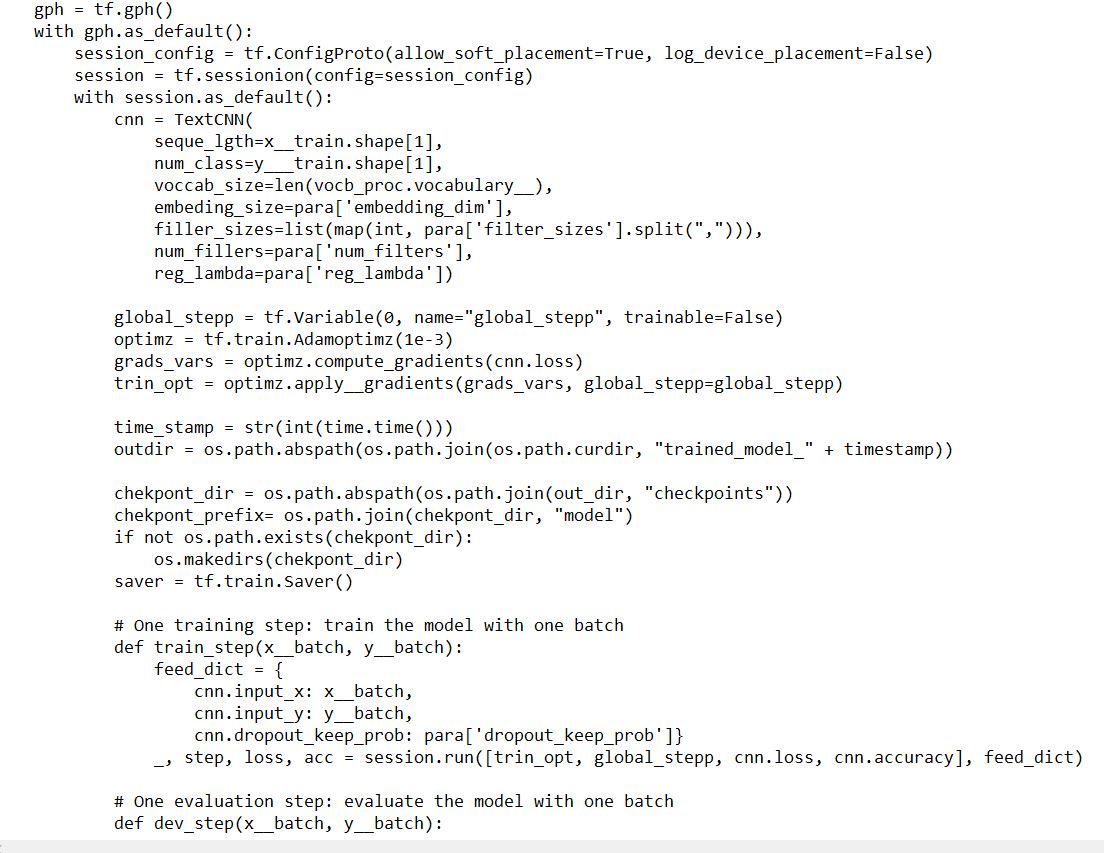 gph = tf.gph()
with gph.as_default():
session_config = tf.ConfigProto(allow_soft_placement=True, log_device_placement=False)
session = tf.sessionion(config=session_config)
with session.as_default():
cnn = TextCNN(
seque_lgth=x__train.shape[1],
num_class=y___train.shape[1],
voccab_size=len(vocb_proc.vocabulary__),
embeding_size=para['embedding_dim'],
filler_sizes=list(map(int, para['filter_sizes'].split(","))),
num_fillers=para['num_filters'],
reg_lambda=para['reg_lambda'])
global_stepp = tf.Variable(0, name="global_stepp", trainable=False)
optimz = tf.train.Adamoptimz(1e-3)
grads_vars = optimz.compute_gradients(cnn.loss)
trin_opt = optimz.apply__gradients(grads_vars, global_stepp=global_stepp)
time_stamp = str(int(time.time()))
outdir = os.path.abspath(os.path.join(os.path.curdir, "trained_model_" + timestamp))
chekpont_dir = os.path.abspath(os.path.join(out_dir, "checkpoints"))
chekpont_prefix= os.path.join(chekpont_dir, "model")
if not os.path.exists(chekpont_dir):
os.makedirs(chekpont_dir)
saver = tf.train.Saver()
# One training step: train the model with one batch
def train_step(x__batch, y__batch):
feed_dict = {
cnn.input_x: x__batch,
cnn.input_y: y__batch,
cnn.dropout_keep_prob: para['dropout_keep_prob']}
_, step, loss, acc = session.run([trin_opt, global_stepp, cnn.loss, cnn.accuracy], feed_dict)
# One evaluation step: evaluate the model with one batch
def dev_step(x__batch, y__batch):